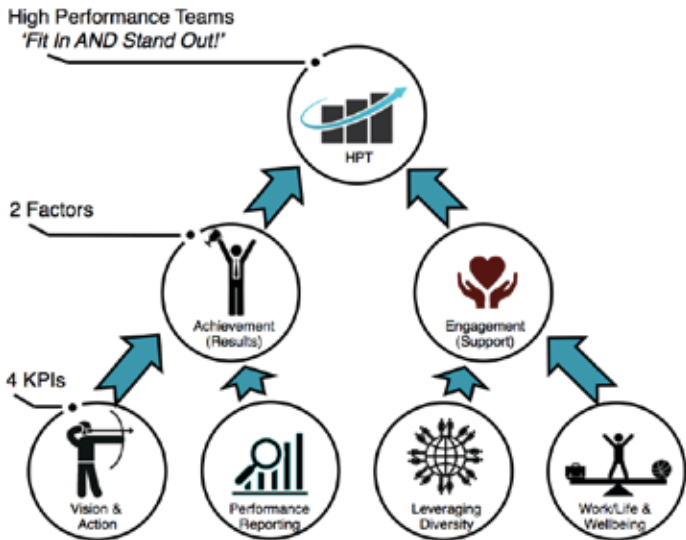 High Performance Teams
'Fit In AND Stand Out!'
HPT
2 Factors
Achievement
(Results)
Engagement
(Support)
4 KPIs
Vision &
Action
Performance
Reporting
Leveraging
Diversity
Work/Life &
Wellbeing